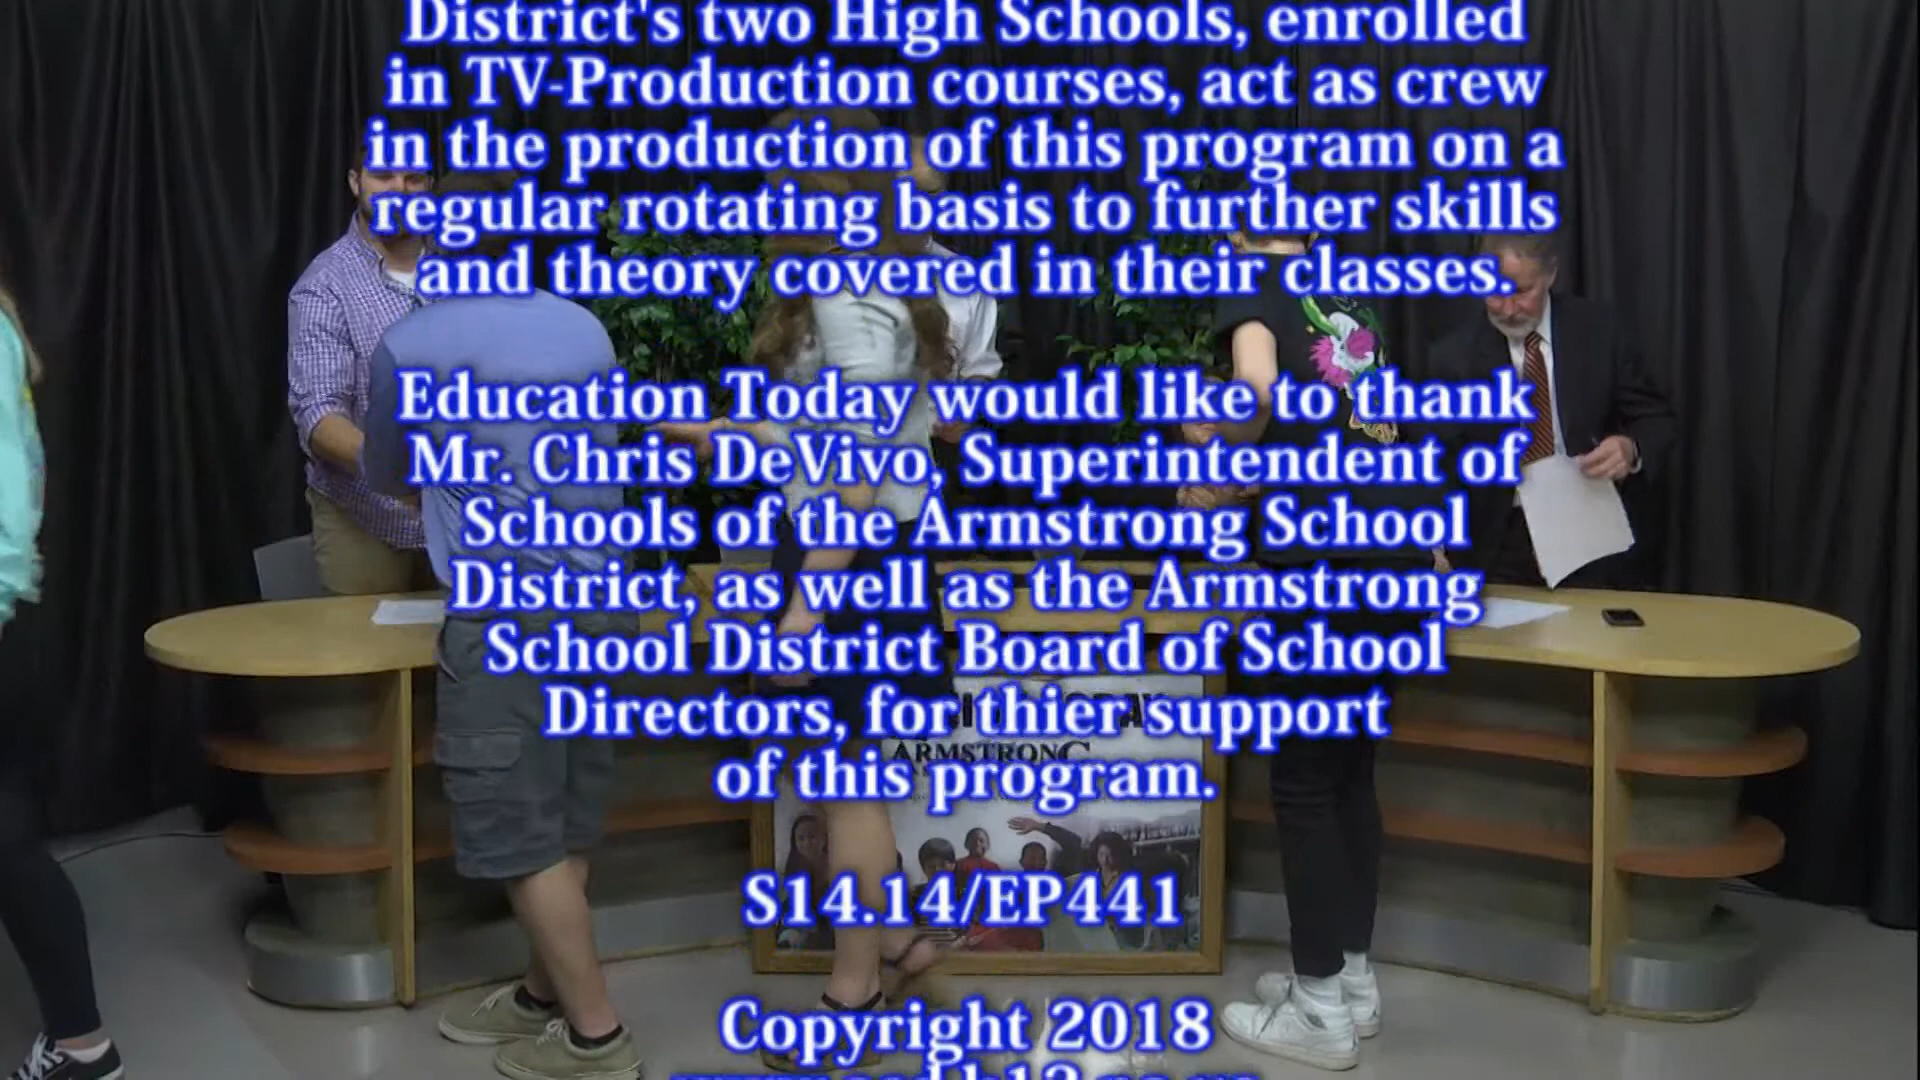 District's two High Schools, enrolled
in TV-Production courses, act as crew
in the production of this program on a
regular rotating basis to further skills
and theory covered in their classes.
Education Today would like to thank
Mr. Chris DeVivo, Superintendent of
Schools of the Armstrong School
District, as well as the Armstrong
School District Board of School
Directors, for thier support
of this program.
ARMSTRONG
S14.14/EP441
Copyright 2018